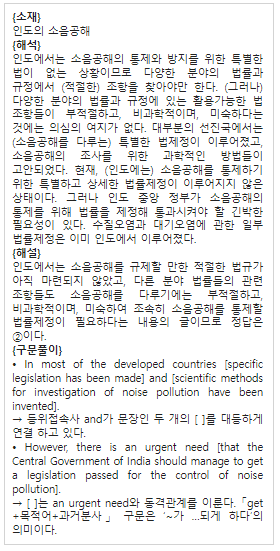 {소재}
인도의 소음공해
{해석}
인도에서는 소음공해의 통제와 방지를 위한 특별한
법이 없는 상황이므로 다양한 분야의 법률과
규정에서 (적절한) 조항을 찾아야만 한다. (그러나)
다양한 분야의 법률과 규정에 있는 활용가능한 법
조항들이 부적절하고, 비과학적이며, 미숙하다는
것에는 의심의 여지가 없다. 대부분의 선진국에서는
(소음공해를 다루는) 특별한 법제정이 이루어졌고,
소음공해의 조사를 위한 과학적인 방법들이
고안되었다. 현재, (인도에는) 소음공해를 통제하기
위한 특별하고 상세한 법률제정이 이루어지지 않은
상태이다. 그러나 인도 중앙 정부가 소음공해의
통제를 위해 법률을 제정해 통과시켜야 할 긴박한
필요성이 있다. 수질오염과 대기오염에 관한 일부
법률제정은 이미 인도에서 이루어졌다.
{해설}
인도에서는 소음공해를 규제할 만한 적절한 법규가
아직 마련되지 않았고, 다른 분야 법률들의 관련
조항들도 소음공해를 다루기에는 부적절하고,
비과학적이며, 미숙하여 조속히 소음공해를 통제할
법률제정이 필요하다는 내용의 글이므로 정답은
②이다.
{구문풀이}
• In most of the developed countries [specific
legislation has been made] and [scientific methods
for investigation of noise pollution have been
invented].
→ 등위접속사 and가 문장인 두 개의 [ ]를 대등하게
연결 하고 있다.
• However, there is an urgent need [that the
Central Government of India should manage to get
a legislation passed for the control of noise
pollution].
→ [ ]는 an urgent need와 동격관계를 이룬다.「get
+목적어+과거분사」 구문은 '~가 …되게 하다'의
의미이다.